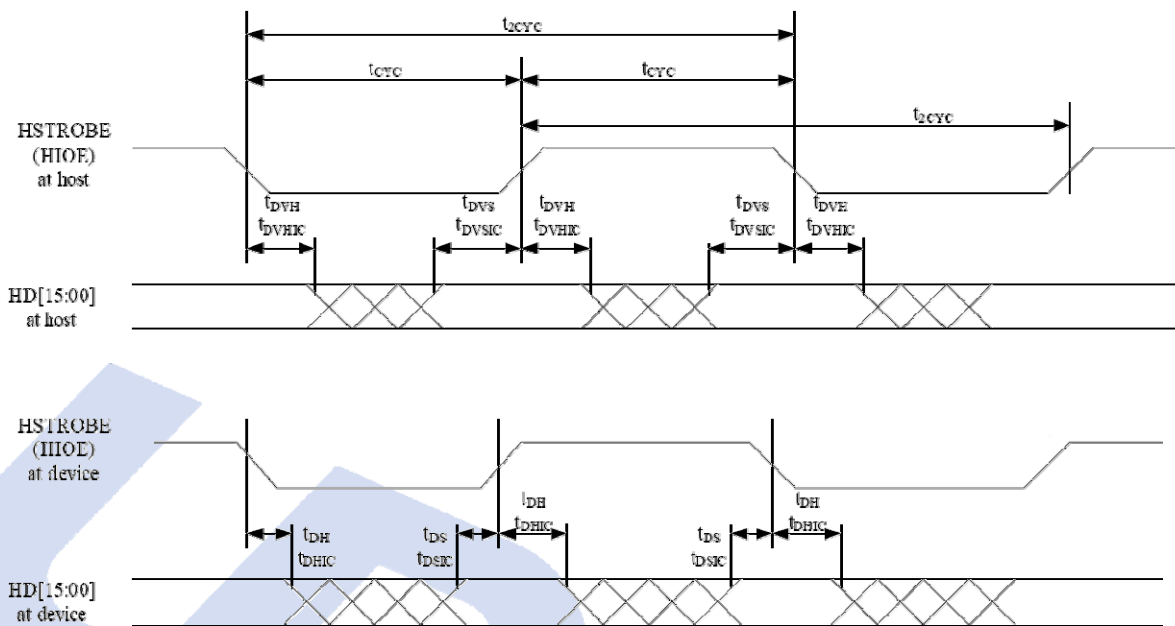 t2CYC
tCYC tCYC
t2CYC
HSTROBE
(HIOE)
at host
tDVH tDVS tDVH tDVS tDVH
tDVHIC tDVSIC tDVHIC tDVSIC tDVHIC
HD[15:00]
at host
HSTROBE
(HIOE)
at device
tDH tDH
tDH tDS tDHIC tDS tDHIC
tDHIC tDSIC tDSIC
HD[15:00]
at device